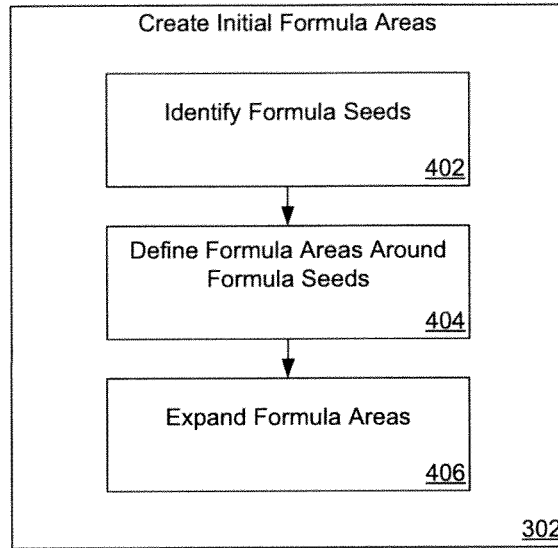 Create Initial Formula Areas
Identify Formula Seeds
402
Define Formula Areas Around
Formula Seeds
404
Expand Formula Areas
406
302